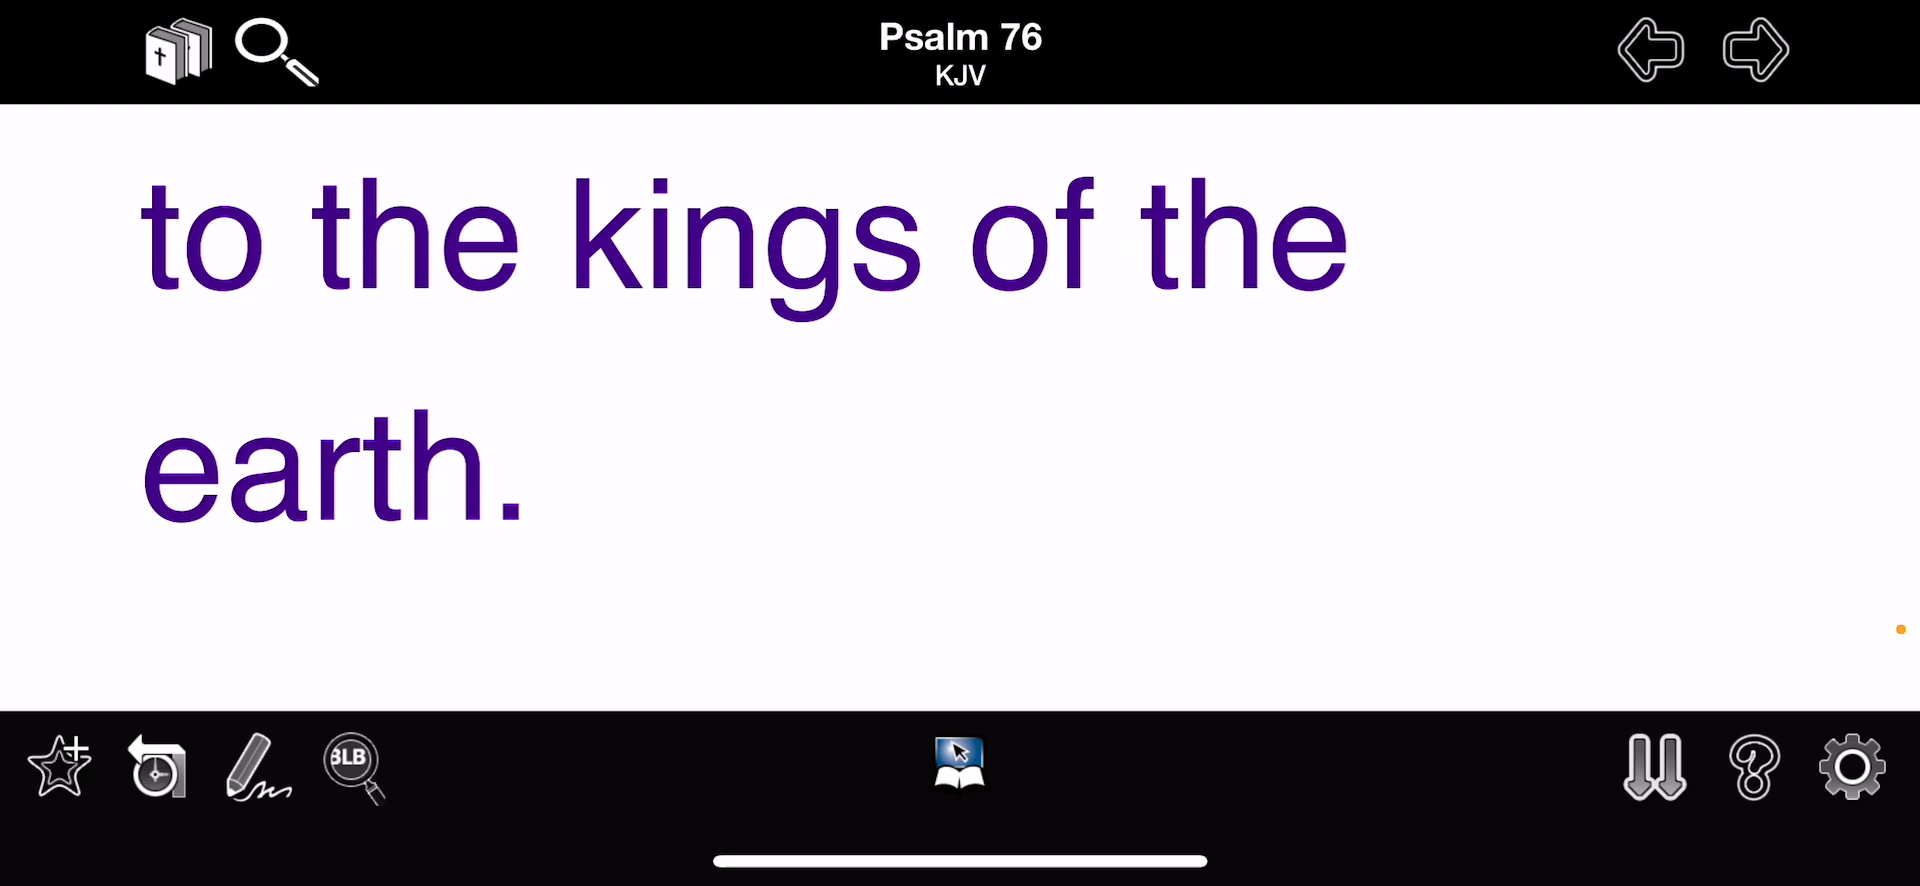 Psalm 76
KJV
to the kings of the
earth.
BLB